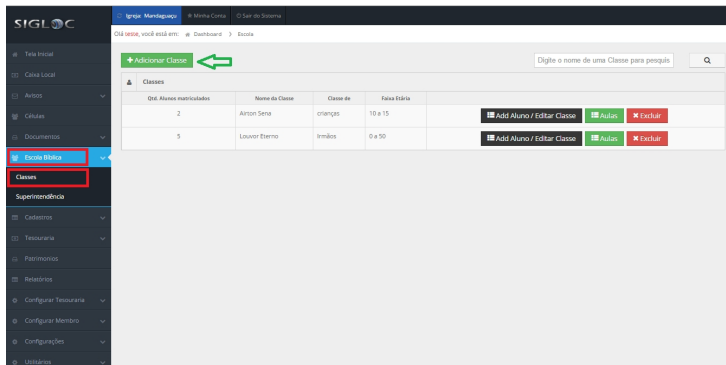 SIGLOC
Igreja: Mandaguaçu
Minha Conta
Sair do Sistema
Olá teste, você está em: Dashboard > Escola
Tela Inicial
Caixa Local
Avisos
Células
Documentos
Escola Bíblica
Classes
Superintendência
Cadastros
Tesouraria
Patrimonios
Relatórios
Configurar Tesouraria
Configurar Membro
Configurações
Utilitários
+ Adicionar Classe
Digite o nome de uma Classe para pesquis
Classes
Qtd. Alunos matriculados Nome da Classe Classe de Faixa Etária
2 Airton Sena crianças 10 a 15 Add Aluno / Editar Classe Aulas Excluir
5 Louvor Eterno Irmãos 0 a 50 Add Aluno / Editar Classe Aulas Excluir